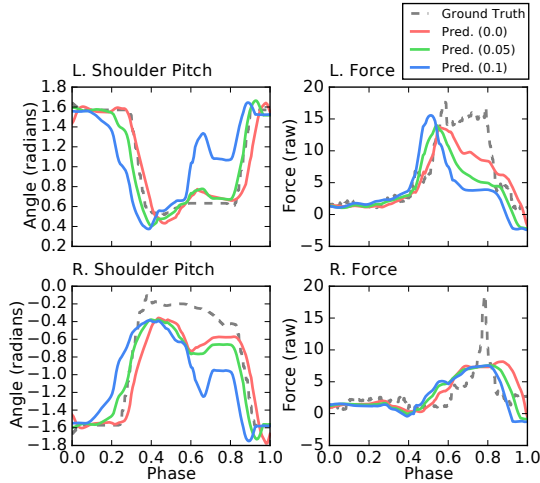 Ground Truth
Pred. (0.0)
Pred. (0.05)
Pred. (0.1)
L. Shoulder Pitch
L. Force
1.8
1.6
1.4
1.2
1.0
0.8
0.6
0.4
0.2
Angle (radians)
20
15
10
5
0
−5
Force (raw)
R. Shoulder Pitch
R. Force
0.0
−0.2
−0.4
−0.6
−0.8
−1.0
−1.2
−1.4
−1.6
−1.8
Angle (radians)
20
15
10
5
0
−5
Force (raw)
0.0 0.2 0.4 0.6 0.8 1.0
Phase
0.0 0.2 0.4 0.6 0.8 1.0
Phase